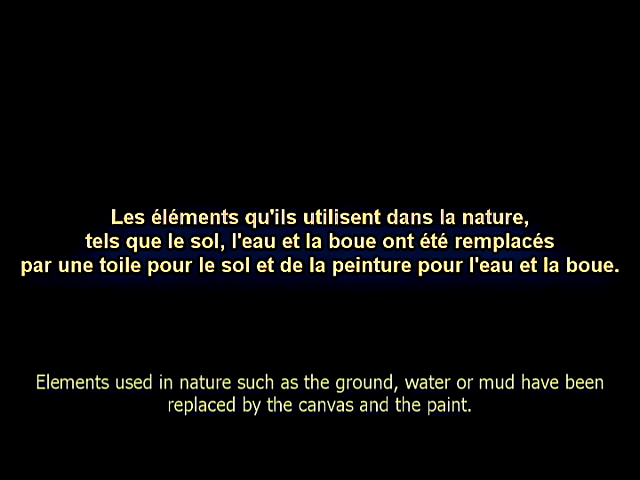 Les éléments qu'ils utilisent dans la nature,
tels que le sol, l'eau et la boue ont été remplacés
par une toile pour le sol et de la peinture pour l'eau et la boue.
Elements used in nature such as the ground, water or mud have been
replaced by the canvas and the paint.